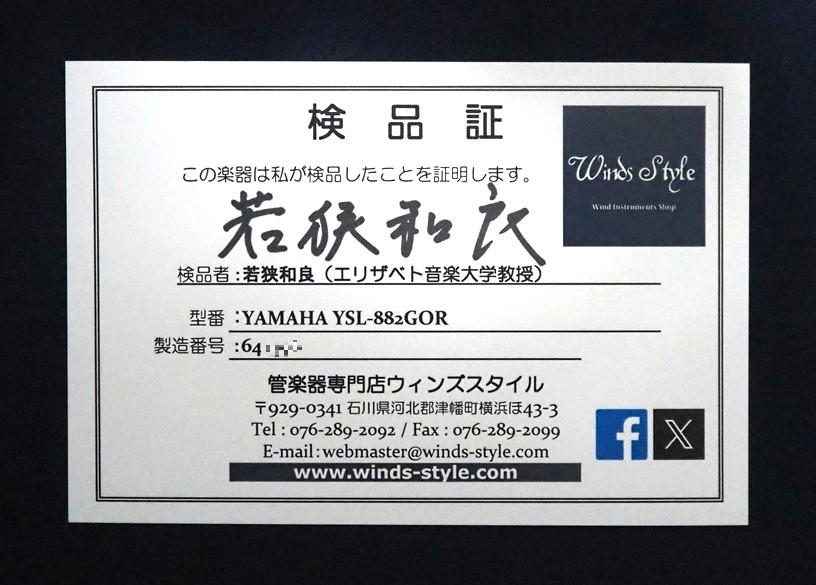 検品証
Winds Style
Wind Instruments Shop
この楽器は私が検品したことを証明します。
若狭和良
検品者:若狭和良(エリザベト音楽大学教授)
型番:YAMAHA YSL-882GOR
製造番号:64
管楽器専門店ウィンズスタイル
〒929-0341 石川県河北郡津幡町横浜ほ43-3
Tel : 076-289-2092 / Fax : 076-289-2099
E-mail : webmaster@winds-style.com
www.winds-style.com